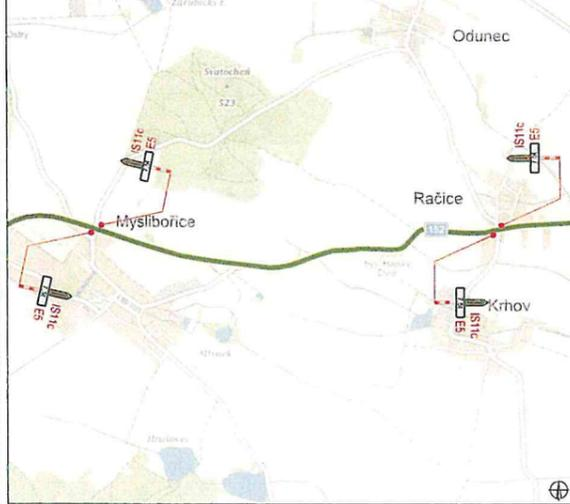 Odunec
Svatochen
523
IS11c
E5
IS11c
E5
Račice
Myslibořice
152
Krhov
E5
IS11c
E5
IS11c